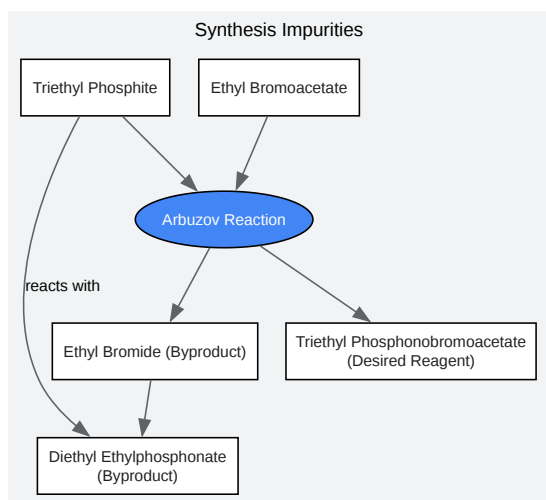 Synthesis Impurities
Triethyl Phosphite
Ethyl Bromoacetate
Arbuzov Reaction
reacts with
Ethyl Bromide (Byproduct)
Triethyl Phosphonobromoacetate
(Desired Reagent)
Diethyl Ethylphosphonate
(Byproduct)